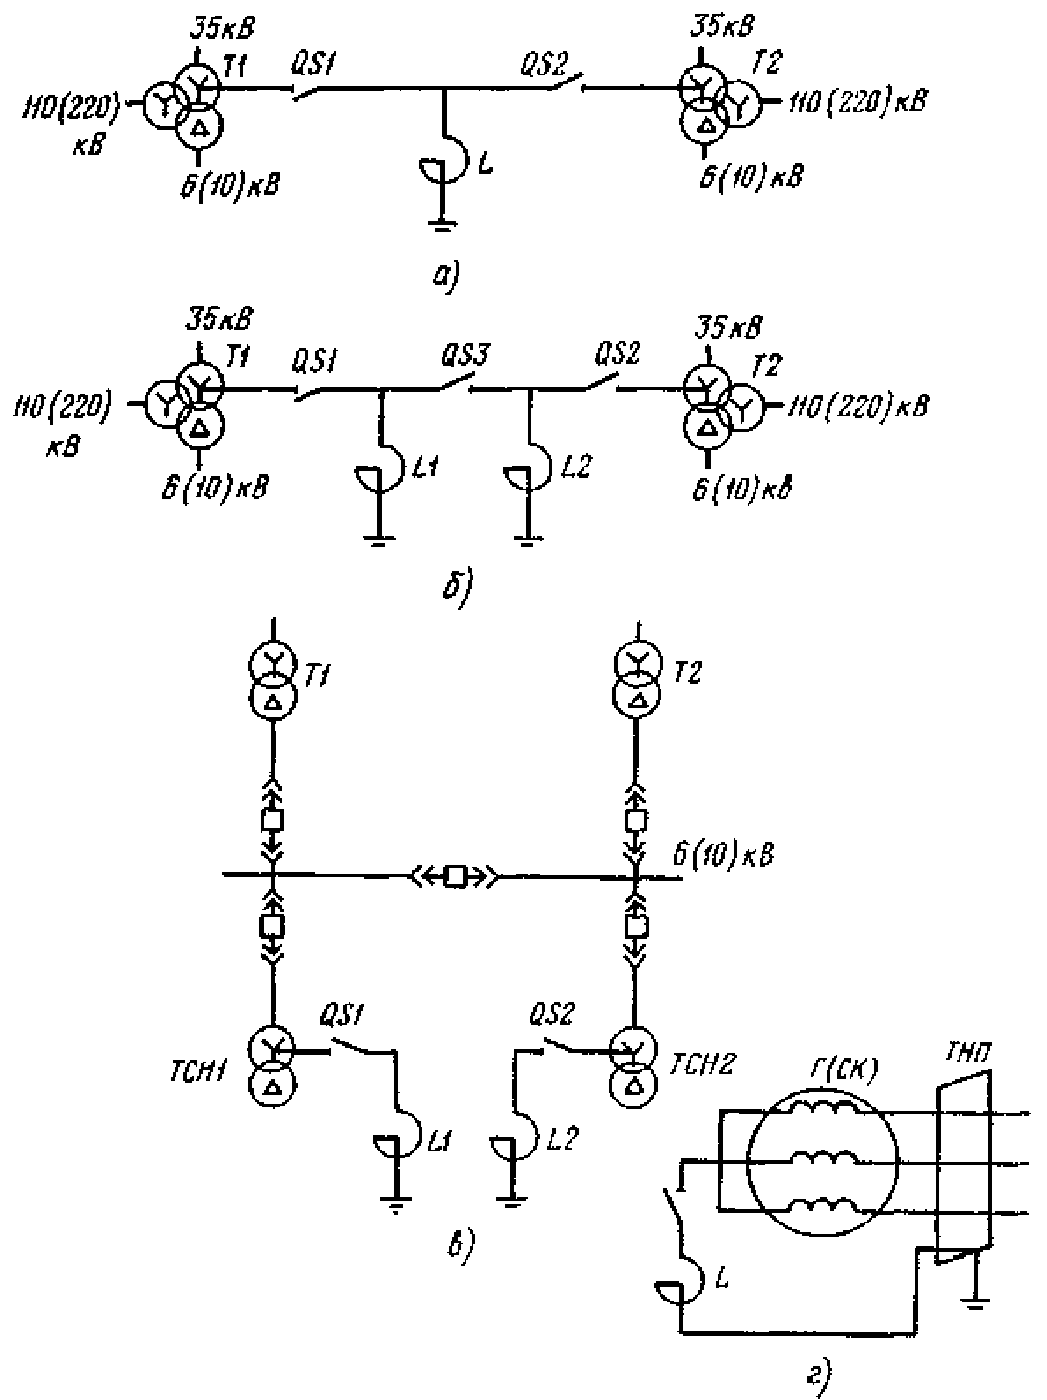 35кВ 35кВ
T1 QS1 QS2 T2
110(220) кВ 110(220)кВ
L
6(10)кВ 6(10)кВ
а)
35кВ 35кВ
T1 QS1 QS3 QS2 T2
110(220) кВ 110(220)кВ
L1 L2
6(10)кВ 6(10)кВ
б)
T1 T2
6(10)кВ
QS1 QS2
ТСН1 ТСН2
L1 L2
в)
Г(СК) ТНП
L
г)